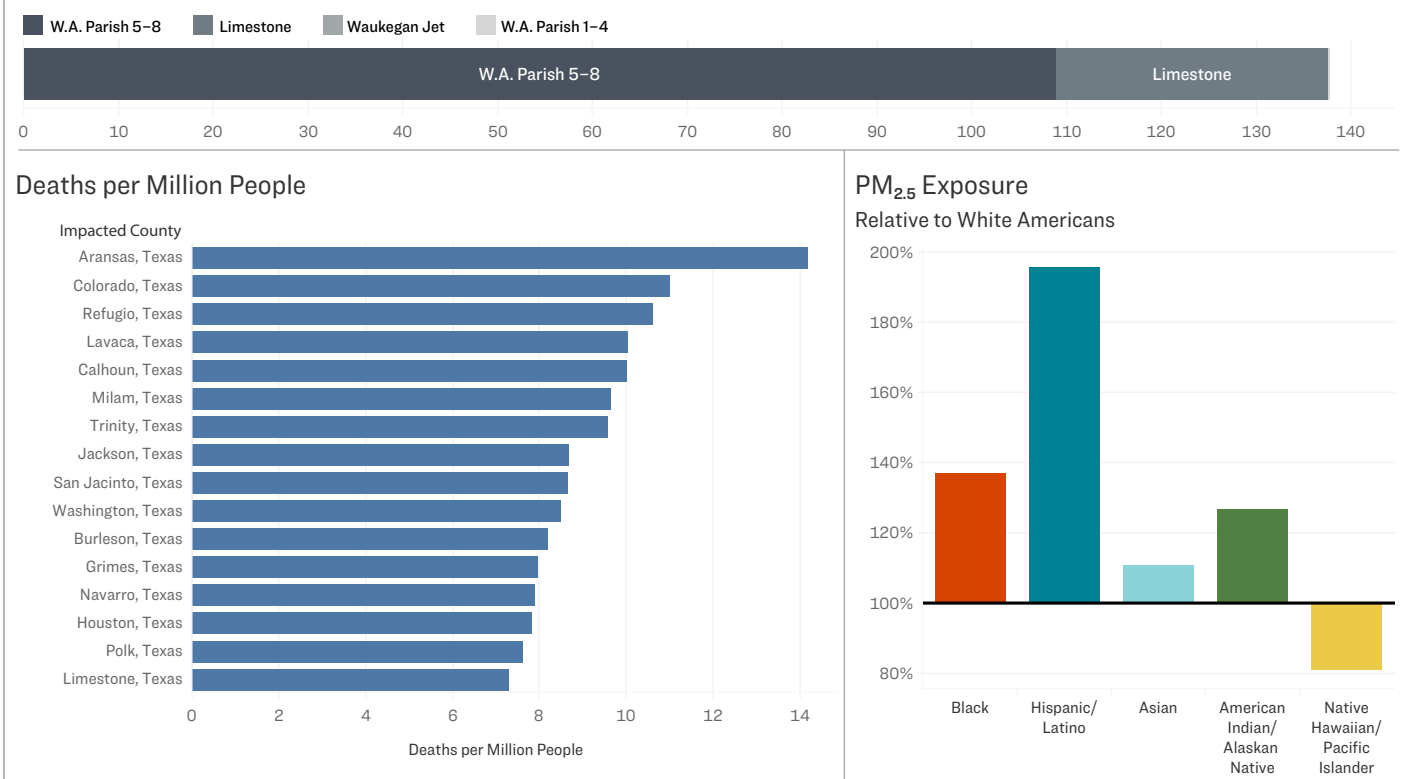 W.A. Parish 5–8 Limestone Waukegan Jet W.A. Parish 1–4
W.A. Parish 5–8 Limestone
0 10 20 30 40 50 60 70 80 90 100 110 120 130 140
Deaths per Million People
Impacted County
Aransas, Texas
Colorado, Texas
Refugio, Texas
Lavaca, Texas
Calhoun, Texas
Milam, Texas
Trinity, Texas
Jackson, Texas
San Jacinto, Texas
Washington, Texas
Burleson, Texas
Grimes, Texas
Navarro, Texas
Houston, Texas
Polk, Texas
Limestone, Texas
0 2 4 6 8 10 12 14
Deaths per Million People
PM2.5 Exposure
Relative to White Americans
200%
180%
160%
140%
120%
100%
80%
Black
Hispanic/
Latino
Asian
American
Indian/
Alaskan
Native
Native
Hawaiian/
Pacific
Islander